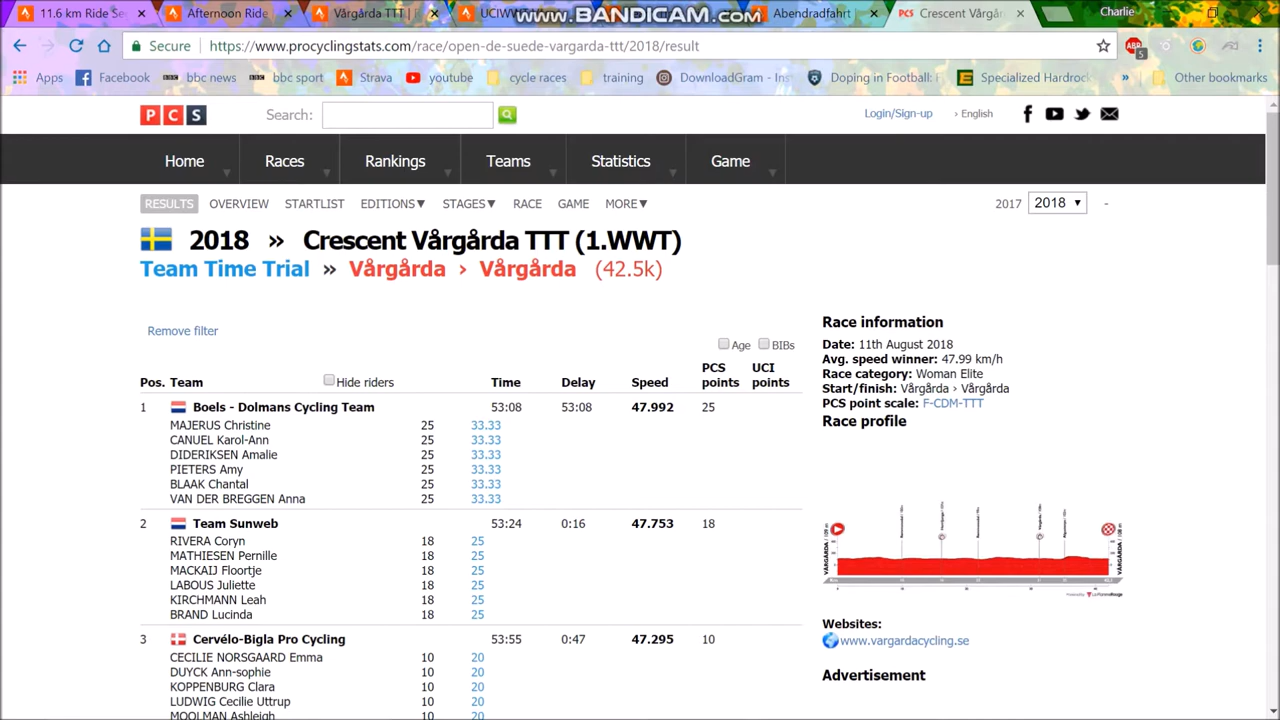 11.6 km Ride Se
Afternoon Ride
Vårgårda TTT |
UCIWWT
Abendradfahrt |
PCS Crescent Vårgår
Charlie
www.BANDICAM.com
Secure https://www.procyclingstats.com/race/open-de-suede-vargarda-ttt/2018/result
ABP 5
Apps Facebook BBC bbc news BBC bbc sport Strava youtube cycle races training DownloadGram - Ins Doping in Football: F Specialized Hardrock » Other bookmarks
PCS Search: Login/Sign-up › English
Home Races Rankings Teams Statistics Game
RESULTS OVERVIEW STARTLIST EDITIONS▼ STAGES▼ RACE GAME MORE▼ 2017 2018 ▼ -
2018 » Crescent Vårgårda TTT (1.WWT)
Team Time Trial » Vårgårda › Vårgårda (42.5k)
Remove filter
Age BIBs
Pos. Team Hide riders Time Delay Speed PCS points UCI points
1 Boels - Dolmans Cycling Team 53:08 53:08 47.992 25
MAJERUS Christine 25 33.33
CANUEL Karol-Ann 25 33.33
DIDERIKSEN Amalie 25 33.33
PIETERS Amy 25 33.33
BLAAK Chantal 25 33.33
VAN DER BREGGEN Anna 25 33.33
2 Team Sunweb 53:24 0:16 47.753 18
RIVERA Coryn 18 25
MATHIESEN Pernille 18 25
MACKAIJ Floortje 18 25
LABOUS Juliette 18 25
KIRCHMANN Leah 18 25
BRAND Lucinda 18 25
3 Cervélo-Bigla Pro Cycling 53:55 0:47 47.295 10
CECILIE NORSGAARD Emma 10 20
DUYCK Ann-sophie 10 20
KOPPENBURG Clara 10 20
LUDWIG Cecilie Uttrup 10 20
MOOLMAN Ashleigh 10 20
Race information
Date: 11th August 2018
Avg. speed winner: 47.99 km/h
Race category: Woman Elite
Start/finish: Vårgårda › Vårgårda
PCS point scale: F-CDM-TTT
Race profile
VÅRGÅRDA
VÅRGÅRDA
Websites:
www.vargardacycling.se
Advertisement